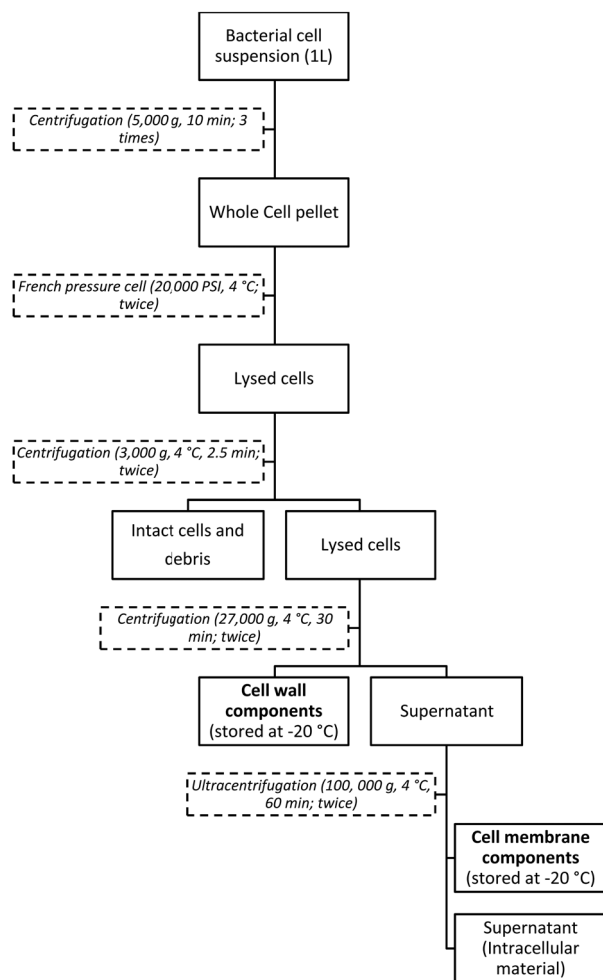 Bacterial cell
suspension (1L)
Centrifugation (5,000 g, 10 min; 3
times)
Whole Cell pellet
French pressure cell (20,000 PSI, 4 °C;
twice)
Lysed cells
Centrifugation (3,000 g, 4 °C, 2.5 min;
twice)
Intact cells and
debris
Lysed cells
Centrifugation (27,000 g, 4 °C, 30
min; twice)
Cell wall
components
(stored at -20 °C)
Supernatant
Ultracentrifugation (100, 000 g, 4 °C,
60 min; twice)
Cell membrane
components
(stored at -20 °C)
Supernatant
(Intracellular
material)